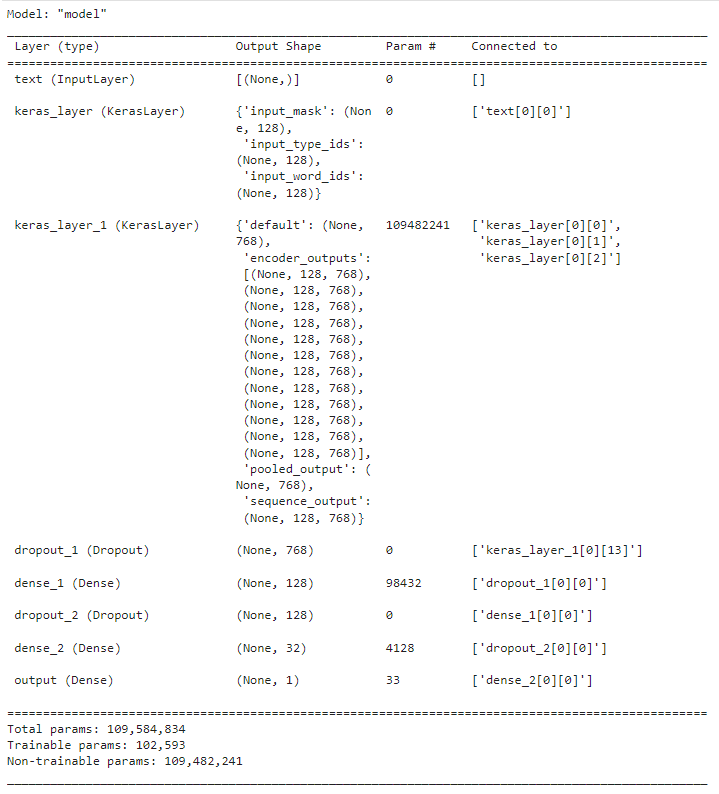 Model: "model"
Layer (type) Output Shape Param # Connected to
text (InputLayer) [(None,)] 0 []
keras_layer (KerasLayer) {'input_mask': (Non 0 ['text[0][0]']
e, 128),
'input_type_ids':
(None, 128),
'input_word_ids':
(None, 128)}
keras_layer_1 (KerasLayer) {'default': (None, 109482241 ['keras_layer[0][0]',
768), 'keras_layer[0][1]',
'encoder_outputs': 'keras_layer[0][2]']
[(None, 128, 768),
(None, 128, 768),
(None, 128, 768),
(None, 128, 768),
(None, 128, 768),
(None, 128, 768),
(None, 128, 768),
(None, 128, 768),
(None, 128, 768),
(None, 128, 768),
(None, 128, 768),
(None, 128, 768)],
'pooled_output': (
None, 768),
'sequence_output':
(None, 128, 768)}
dropout_1 (Dropout) (None, 768) 0 ['keras_layer_1[0][13]']
dense_1 (Dense) (None, 128) 98432 ['dropout_1[0][0]']
dropout_2 (Dropout) (None, 128) 0 ['dense_1[0][0]']
dense_2 (Dense) (None, 32) 4128 ['dropout_2[0][0]']
output (Dense) (None, 1) 33 ['dense_2[0][0]']
Total params: 109,584,834
Trainable params: 102,593
Non-trainable params: 109,482,241